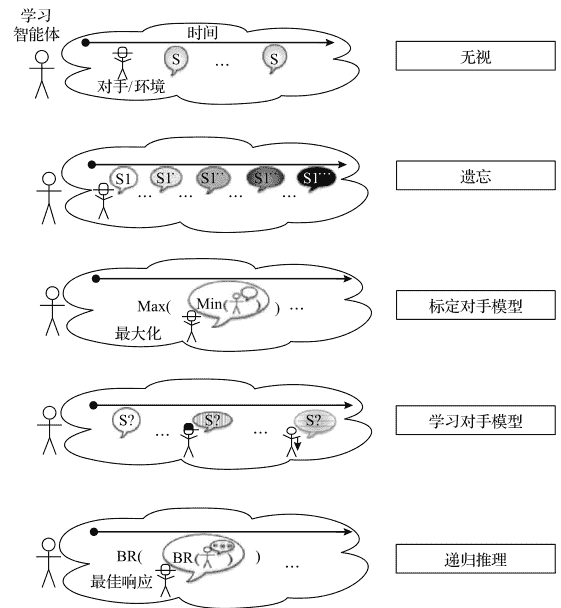 学习
智能体
时间
S … S
对手/环境
无视
S1 S1· S1·· S1·· S1···
… … … …
遗忘
Max( Min( ) ) …
最大化
标定对手模型
S? S? S?
… …
学习对手模型
BR( BR( ) ) …
最佳响应
递归推理